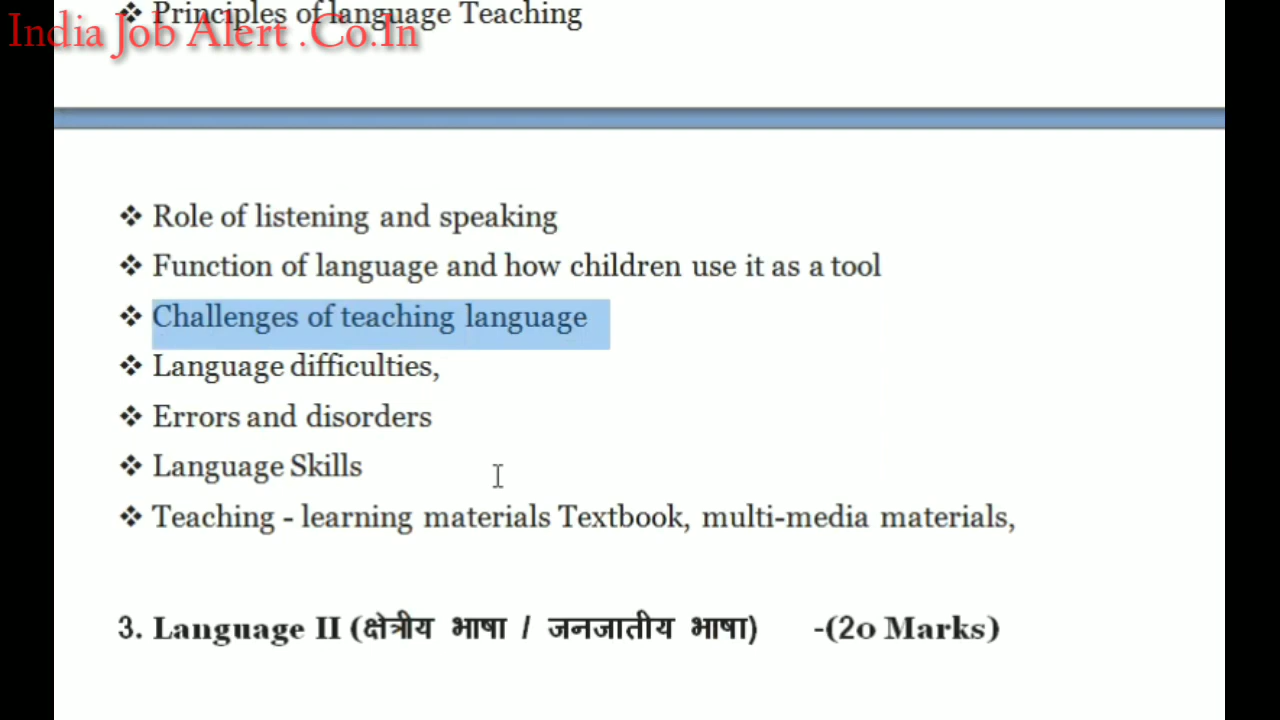 ❖ Principles of language Teaching
India Job Alert .Co.In
❖ Role of listening and speaking
❖ Function of language and how children use it as a tool
❖ Challenges of teaching language
❖ Language difficulties,
❖ Errors and disorders
❖ Language Skills
❖ Teaching - learning materials Textbook, multi-media materials,
3. Language II (क्षेत्रीय भाषा / जनजातीय भाषा) -(20 Marks)